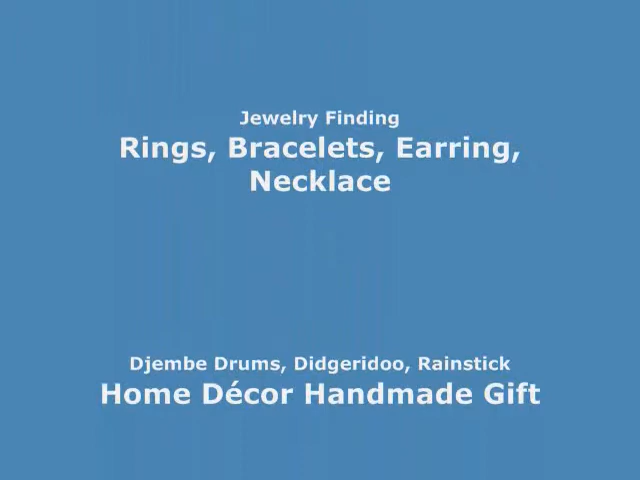 Jewelry Finding
Rings, Bracelets, Earring,
Necklace
Djembe Drums, Didgeridoo, Rainstick
Home Décor Handmade Gift